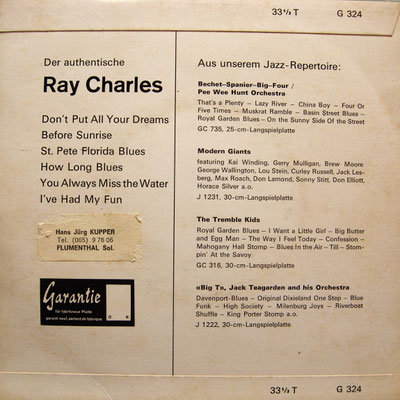 33⅓ T G 324
Der authentische
Ray Charles
Don't Put All Your Dreams
Before Sunrise
St. Pete Florida Blues
How Long Blues
You Always Miss the Water
I've Had My Fun
Hans Jürg KUPPER
Tel. (065) 9 76 06
FLUMENTHAL Sol.
Garantie
für fabrikneue Platte
garanti neuf, sortant de fabrique
Aus unserem Jazz-Repertoire:
Bechet-Spanier-Big-Four /
Pee Wee Hunt Orchestra
That's a Plenty – Lazy River – China Boy – Four Or
Five Times – Muskrat Ramble – Basin Street Blues –
Royal Garden Blues – On the Sunny Side Of the Street
GC 735, 25-cm-Langspielplatte
Modern Giants
featuring Kai Winding, Gerry Mulligan, Brew Moore
George Wallington, Lou Stein, Curley Russell, Jack Les-
berg, Max Roach, Don Lamond, Sonny Stitt, Don Elliott,
Horace Silver a.o.
J 1231, 30-cm-Langspielplatte
The Tremble Kids
Royal Garden Blues – I Want a Little Girl – Big Butter
and Egg Man – The Way I Feel Today – Confession –
Mahogany Hall Stomp – Blues In the Air – Till – Stom-
pin' At the Savoy
GC 316, 30-cm-Langspielplatte
«Big T», Jack Teagarden and his Orchestra
Davenport-Blues – Original Dixieland One Step – Blue
Funk – High Society – Milenburg Joys – Riverboat
Shuffle – King Porter Stomp a.o.
J 1222, 30-cm-Langspielplatte
33⅓ T G 324